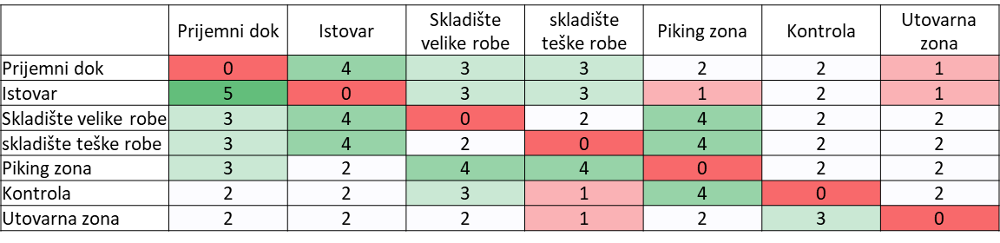 Prijemni dok Istovar Skladište velike robe skladište teške robe Piking zona Kontrola Utovarna zona
Prijemni dok 0 4 3 3 2 2 1
Istovar 5 0 3 3 1 2 1
Skladište velike robe 3 4 0 2 4 2 2
skladište teške robe 3 4 2 0 4 2 2
Piking zona 3 2 4 4 0 2 2
Kontrola 2 2 3 1 4 0 2
Utovarna zona 2 2 2 1 2 3 0